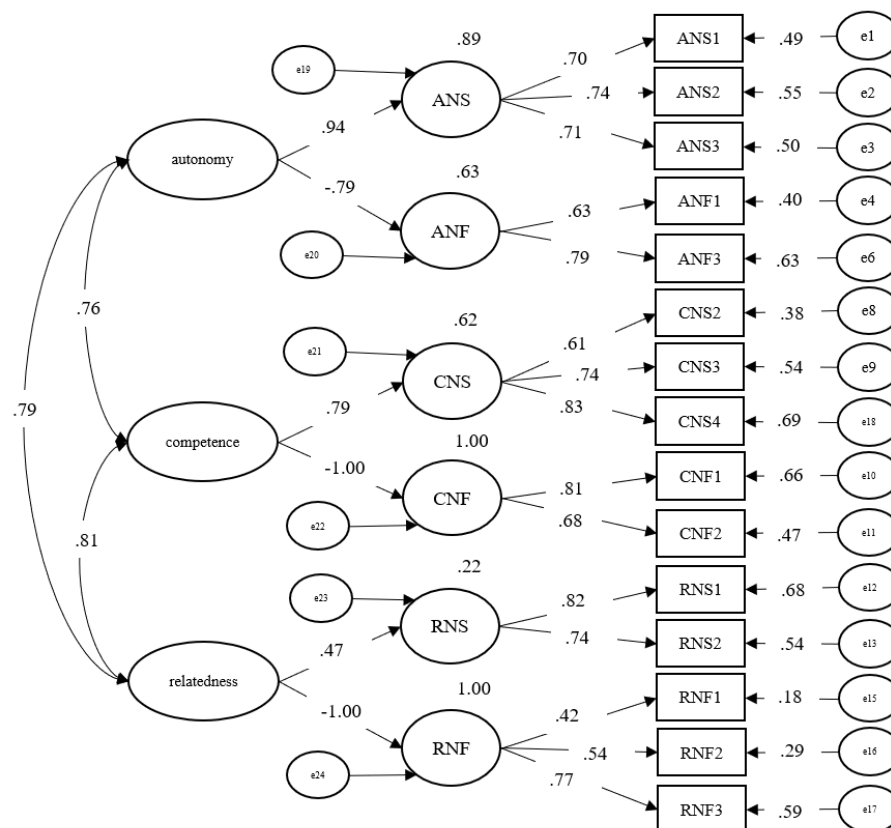 .89
ANS1
.49
e1
e19
.70
ANS
.74
ANS2
.55
e2
.94
.71
ANS3
.50
e3
autonomy
-.79
.63
ANF
.63
ANF1
.40
e4
e20
.79
ANF3
.63
e6
.76
.62
CNS2
.38
e8
e21
.61
CNS
.74
CNS3
.54
e9
.79
.79
.83
CNS4
.69
e18
competence
-1.00
1.00
CNF
.81
CNF1
.66
e10
e22
.68
CNF2
.47
e11
.81
.22
e23
.82
RNS1
.68
e12
RNS
.74
RNS2
.54
e13
.47
relatedness
-1.00
1.00
.42
RNF1
.18
e15
RNF
.54
RNF2
.29
e16
e24
.77
RNF3
.59
e17